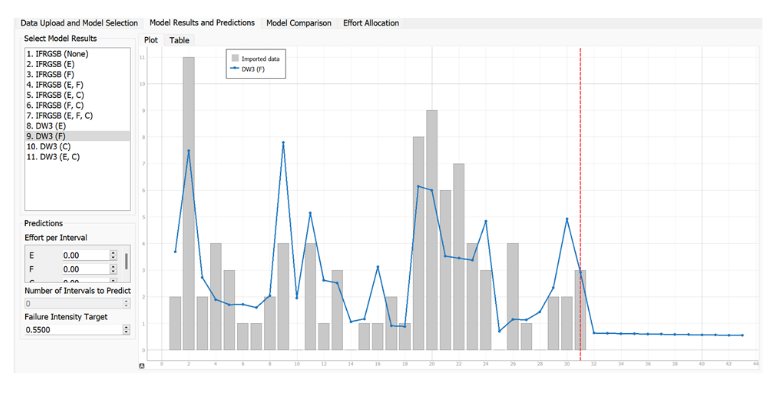 Data Upload and Model Selection Model Results and Predictions Model Comparison Effort Allocation
Select Model Results
1. IFRGSB (None)
2. IFRGSB (E)
3. IFRGSB (F)
4. IFRGSB (E, F)
5. IFRGSB (E, C)
6. IFRGSB (F, C)
7. IFRGSB (E, F, C)
8. DW3 (E)
9. DW3 (F)
10. DW3 (C)
11. DW3 (E, C)
Predictions
Effort per Interval
E 0.00
F 0.00
Number of Intervals to Predict
0
Failure Intensity Target
0.5500
Plot Table
Imported data
DW3 (F)
11
10
9
8
7
6
5
4
3
2
1
0
0 2 4 6 8 10 12 14 16 18 20 22 24 26 28 30 32 34 36 38 40 42 44